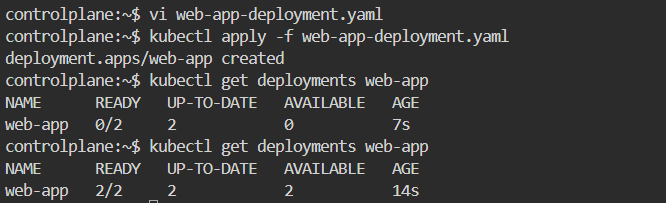 controlplane:~$ vi web-app-deployment.yaml
controlplane:~$ kubectl apply -f web-app-deployment.yaml
deployment.apps/web-app created
controlplane:~$ kubectl get deployments web-app
NAME      READY   UP-TO-DATE   AVAILABLE   AGE
web-app   0/2     2            0           7s
controlplane:~$ kubectl get deployments web-app
NAME      READY   UP-TO-DATE   AVAILABLE   AGE
web-app   2/2     2            2           14s